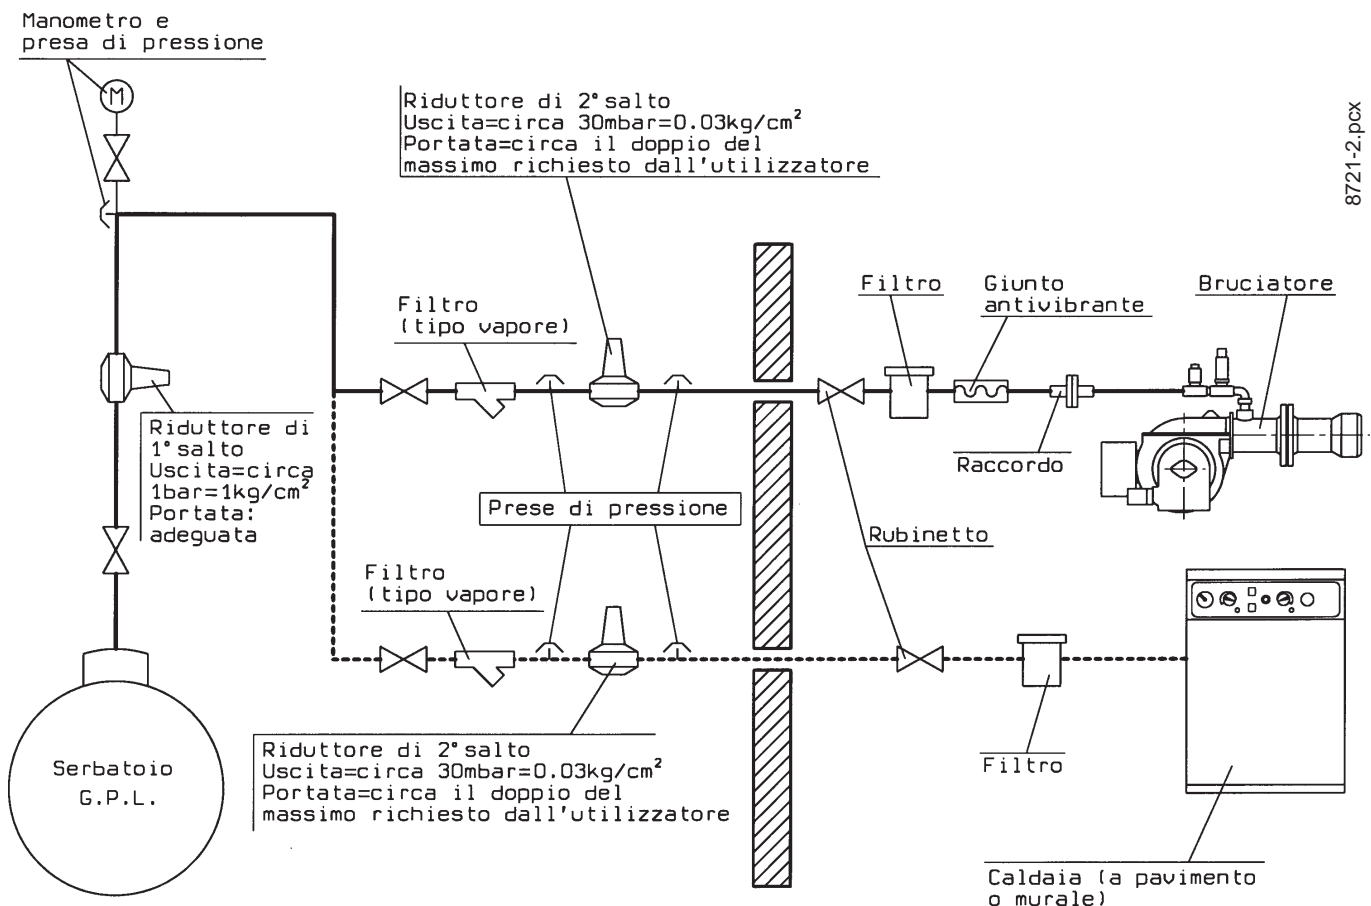 Manometro e
presa di pressione
M
Riduttore di 2° salto
Uscita=circa 30mbar=0.03kg/cm²
Portata=circa il doppio del
massimo richiesto dall'utilizzatore
8721-2.pcx
Filtro
(tipo vapore)
Filtro
Giunto
antivibrante
Bruciatore
Riduttore di
1° salto
Uscita=circa
1bar=1kg/cm²
Portata:
adeguata
Raccordo
Prese di pressione
Rubinetto
Filtro
(tipo vapore)
Riduttore di 2° salto
Uscita=circa 30mbar=0.03kg/cm²
Portata=circa il doppio del
massimo richiesto dall'utilizzatore
Serbatoio
G.P.L.
Filtro
Caldaia (a pavimento
o murale)